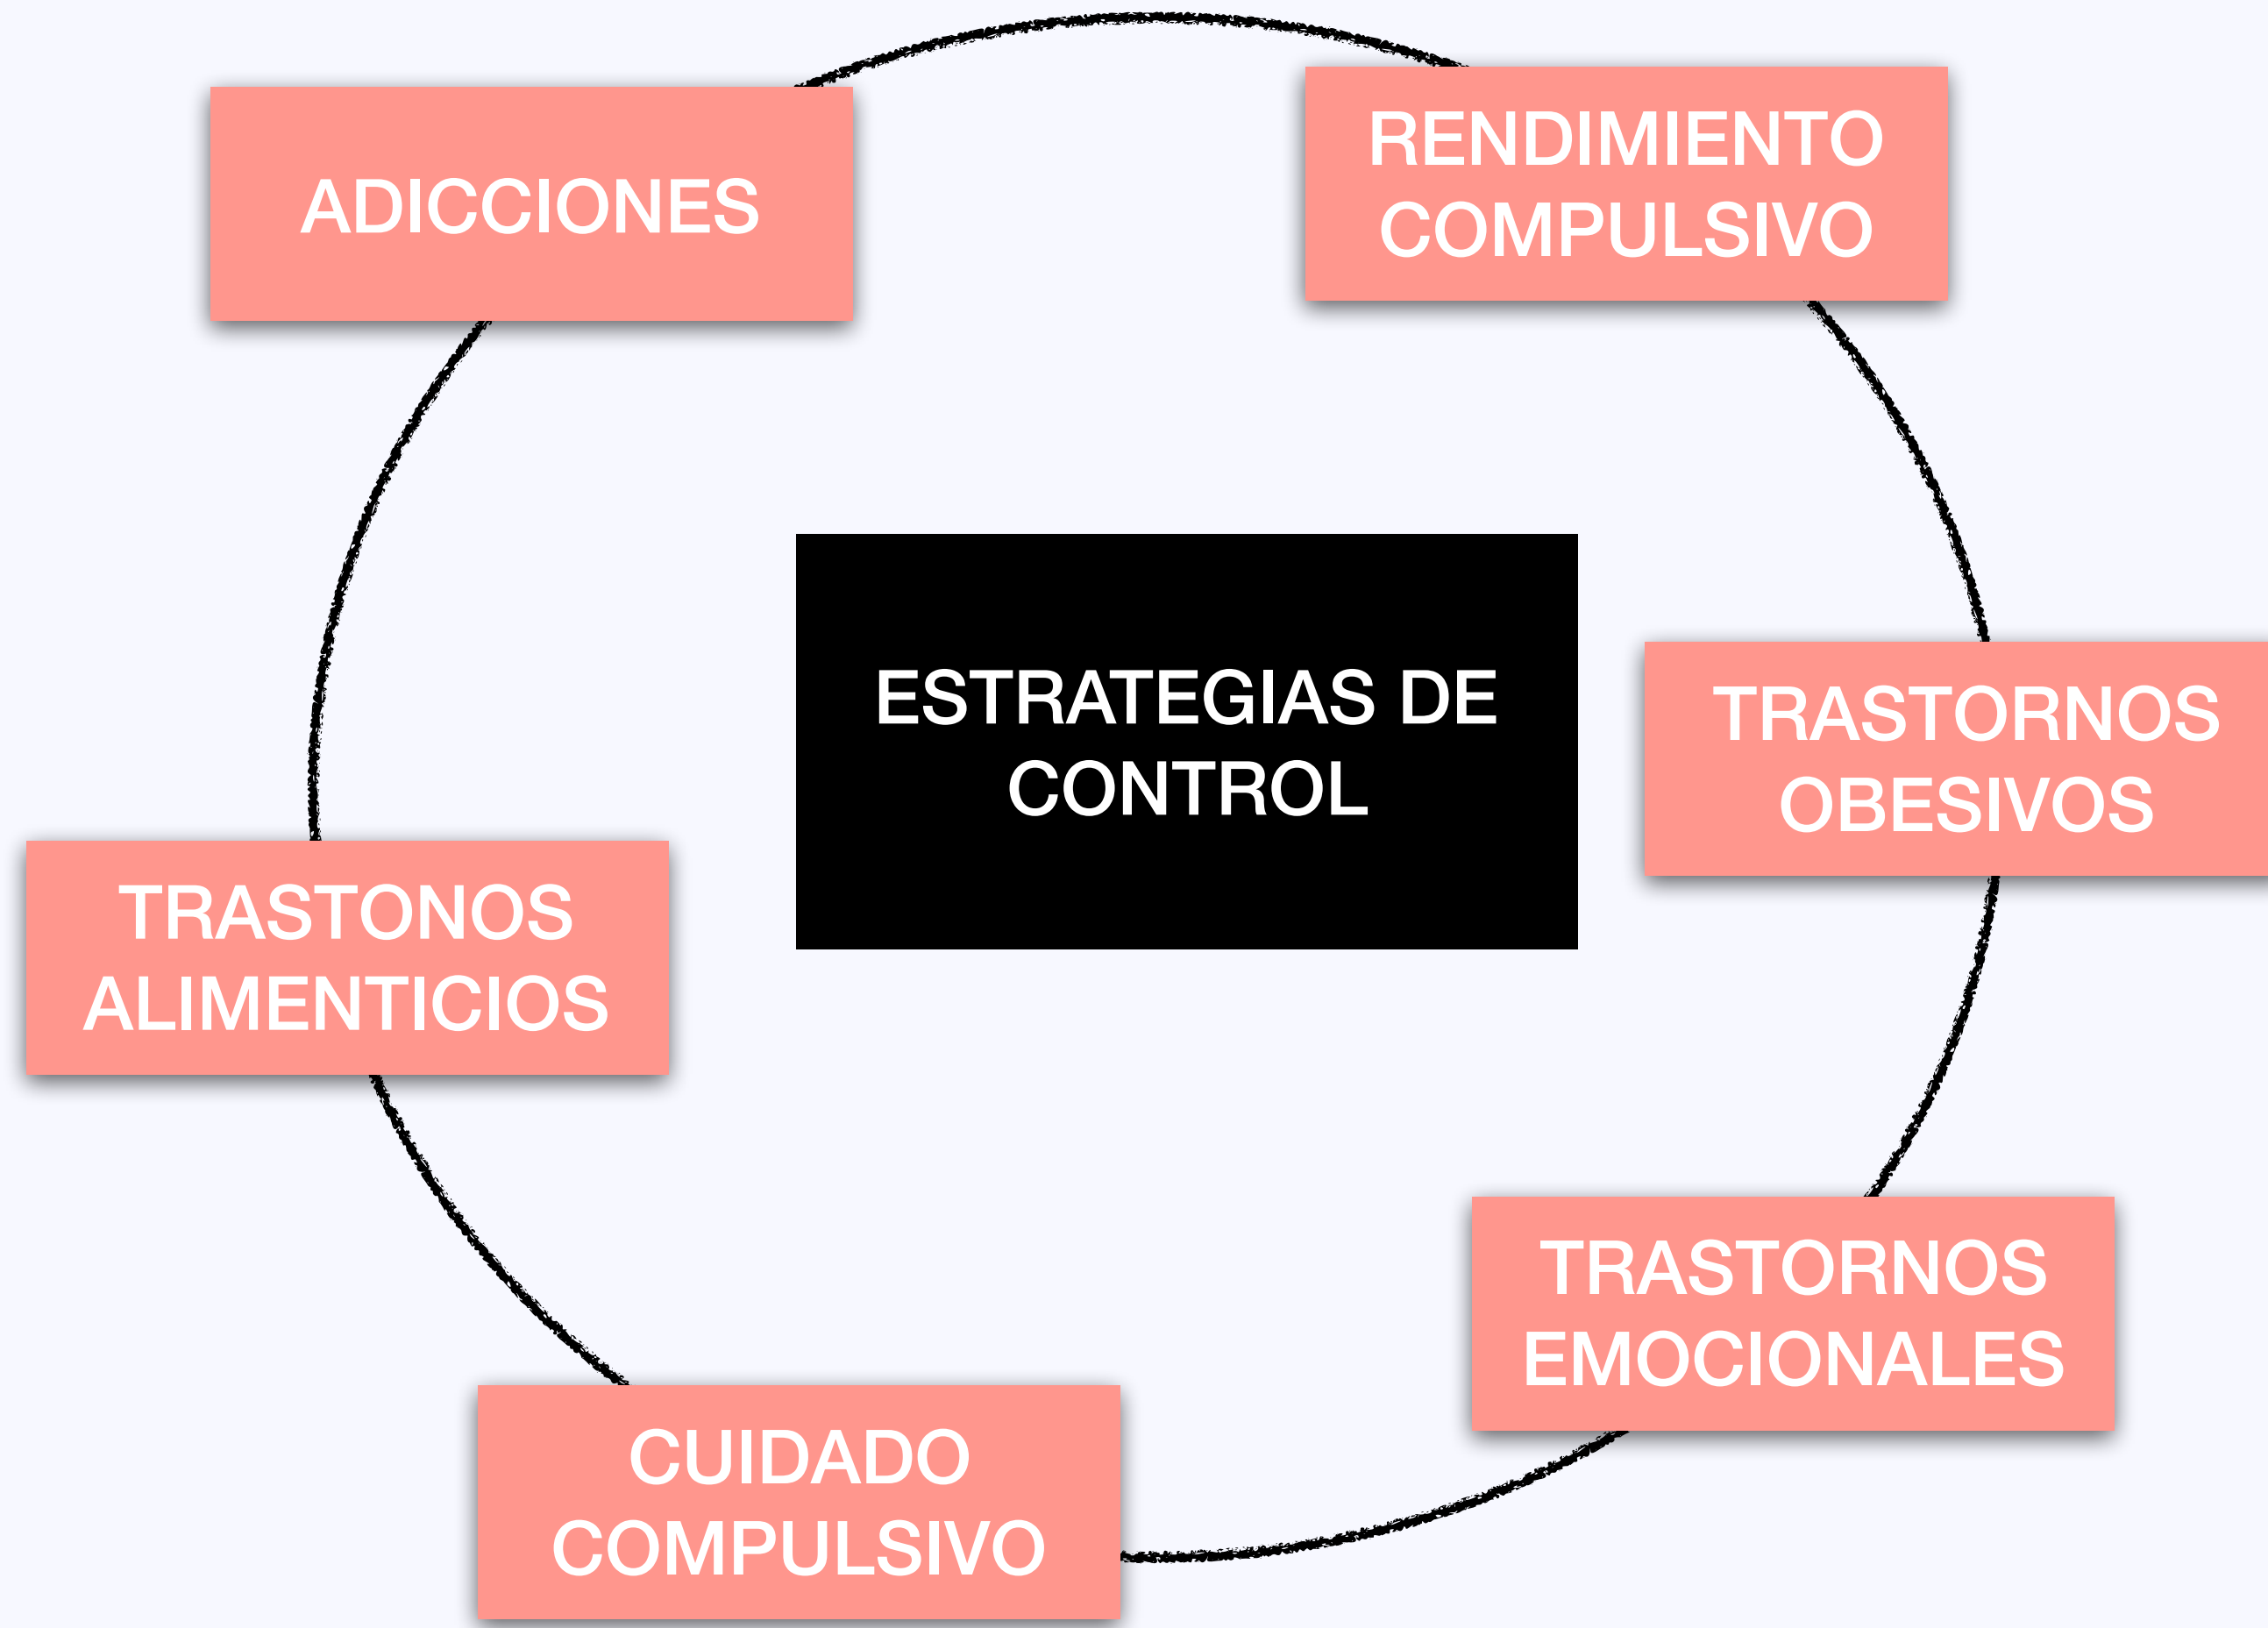 ADICCIONES
RENDIMIENTO
COMPULSIVO
ESTRATEGIAS DE
CONTROL
TRASTORNOS
OBESIVOS
TRASTONOS
ALIMENTICIOS
TRASTORNOS
EMOCIONALES
CUIDADO
COMPULSIVO